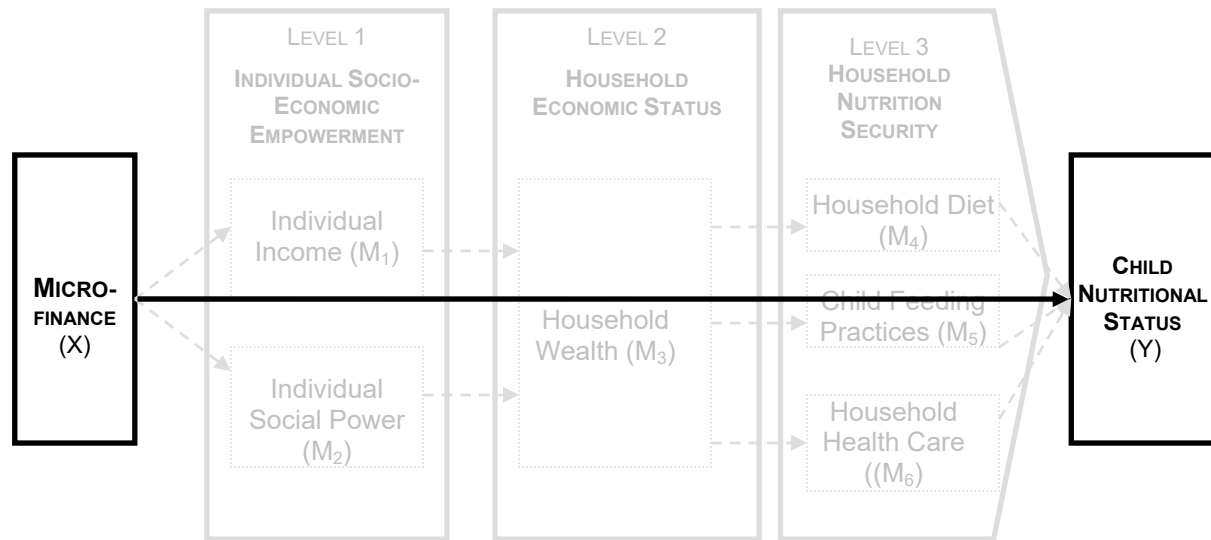 MICRO-
FINANCE
(X)
LEVEL 1
INDIVIDUAL SOCIO-
ECONOMIC
EMPOWERMENT
Individual
Income (M₁)
Individual
Social Power
(M₂)
LEVEL 2
HOUSEHOLD
ECONOMIC STATUS
Household
Wealth (M₃)
LEVEL 3
HOUSEHOLD
NUTRITION
SECURITY
Household Diet
(M₄)
Child Feeding
Practices (M₅)
Household
Health Care
((M₆)
CHILD
NUTRITIONAL
STATUS
(Y)